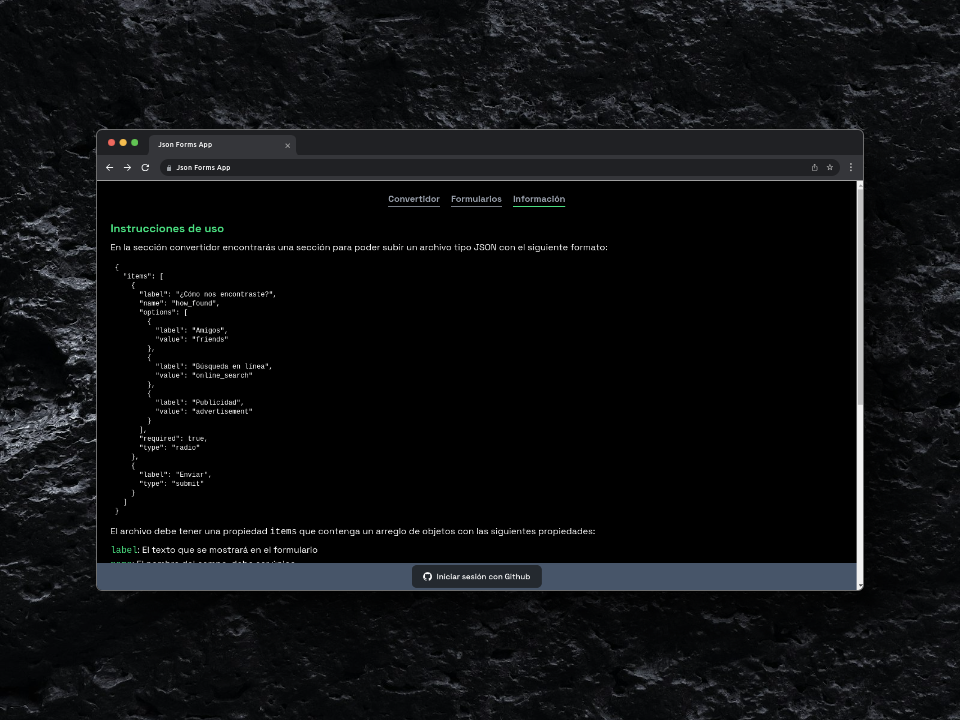 Json Forms App
Json Forms App
Convertidor Formularios Información
Instrucciones de uso
En la sección convertidor encontrarás una sección para poder subir un archivo tipo JSON con el siguiente formato:
{
"items": [
{
"label": "¿Cómo nos encontraste?",
"name": "how_found",
"options": [
{
"label": "Amigos",
"value": "friends"
},
{
"label": "Búsqueda en línea",
"value": "online_search"
},
{
"label": "Publicidad",
"value": "advertisement"
}
],
"required": true,
"type": "radio"
},
{
"label": "Enviar",
"type": "submit"
}
]
}
El archivo debe tener una propiedad items que contenga un arreglo de objetos con las siguientes propiedades:
label: El texto que se mostrará en el formulario
Iniciar sesión con Github